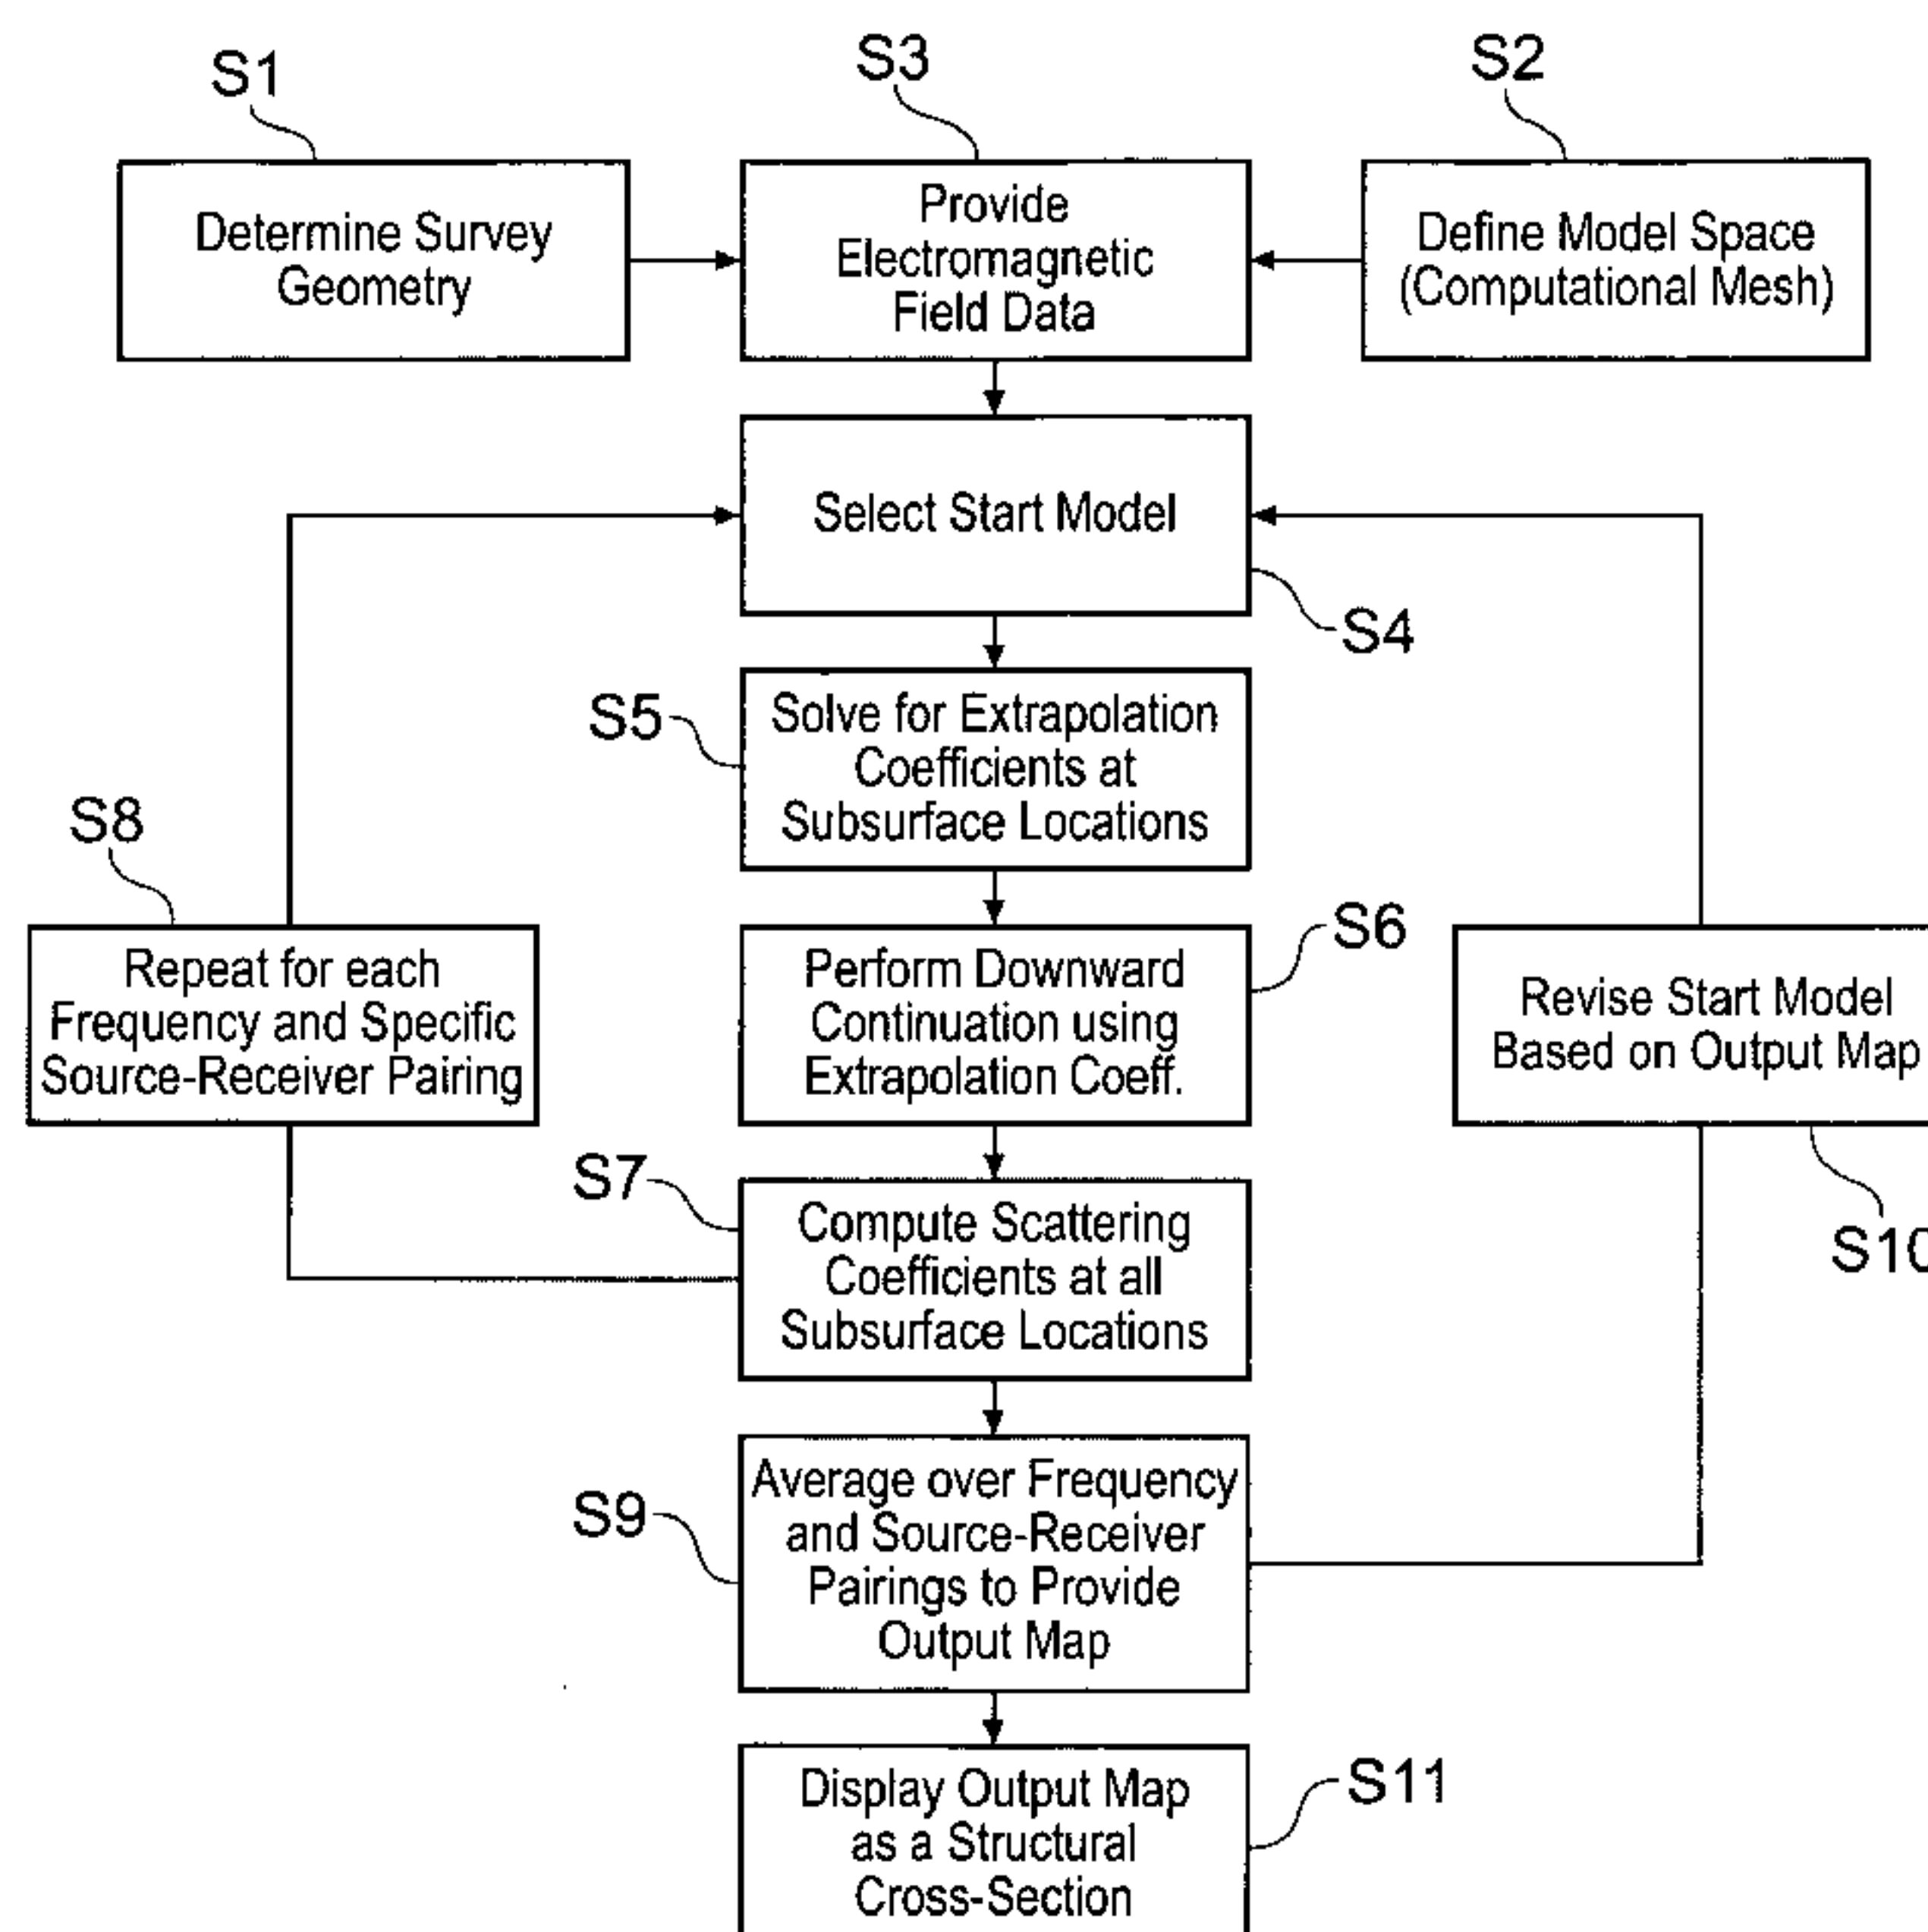 S1
S3
S2
Determine Survey
Geometry
Provide
Electromagnetic
Field Data
Define Model Space
(Computational Mesh)
Select Start Model
S4
S5
Solve for Extrapolation
Coefficients at
Subsurface Locations
S8
Repeat for each
Frequency and Specific
Source-Receiver Pairing
Perform Downward
Continuation using
Extrapolation Coeff.
S6
Revise Start Model
Based on Output Map
S10
S7
Compute Scattering
Coefficients at all
Subsurface Locations
S9
Average over Frequency
and Source-Receiver
Pairings to Provide
Output Map
Display Output Map
as a Structural
Cross-Section
S11